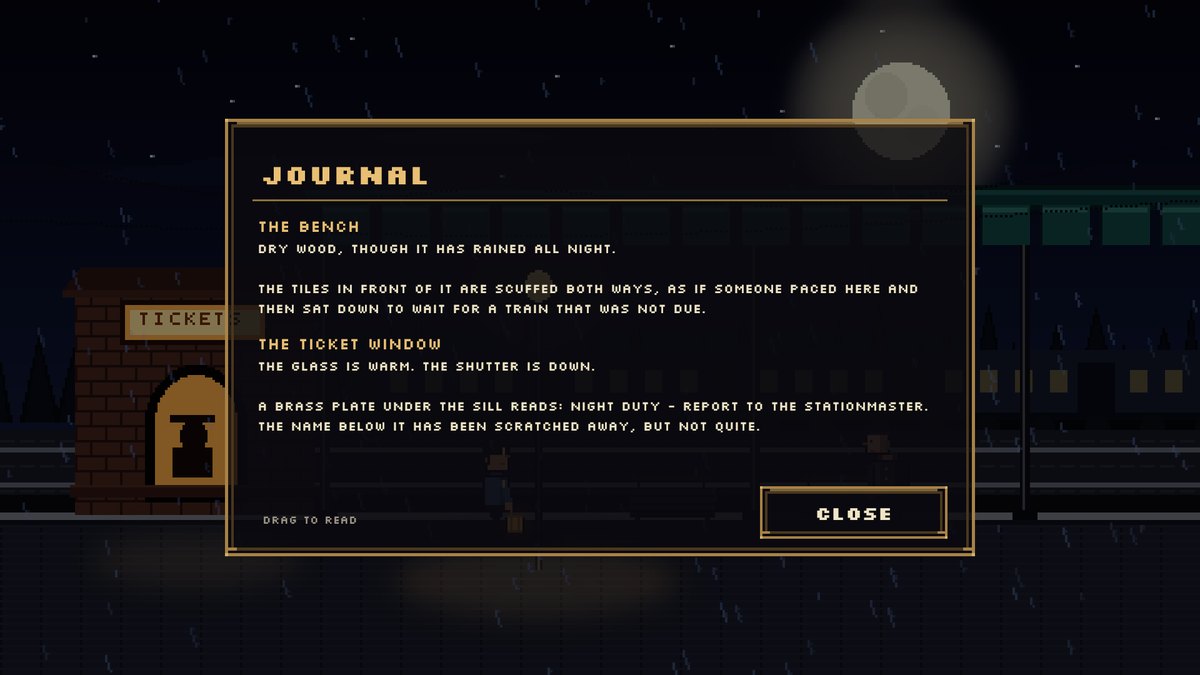 JOURNAL
THE BENCH
DRY WOOD, THOUGH IT HAS RAINED ALL NIGHT.
THE TILES IN FRONT OF IT ARE SCUFFED BOTH WAYS, AS IF SOMEONE PACED HERE AND
THEN SAT DOWN TO WAIT FOR A TRAIN THAT WAS NOT DUE.
TICKETS
THE TICKET WINDOW
THE GLASS IS WARM. THE SHUTTER IS DOWN.
A BRASS PLATE UNDER THE SILL READS: NIGHT DUTY - REPORT TO THE STATIONMASTER.
THE NAME BELOW IT HAS BEEN SCRATCHED AWAY, BUT NOT QUITE.
DRAG TO READ
CLOSE